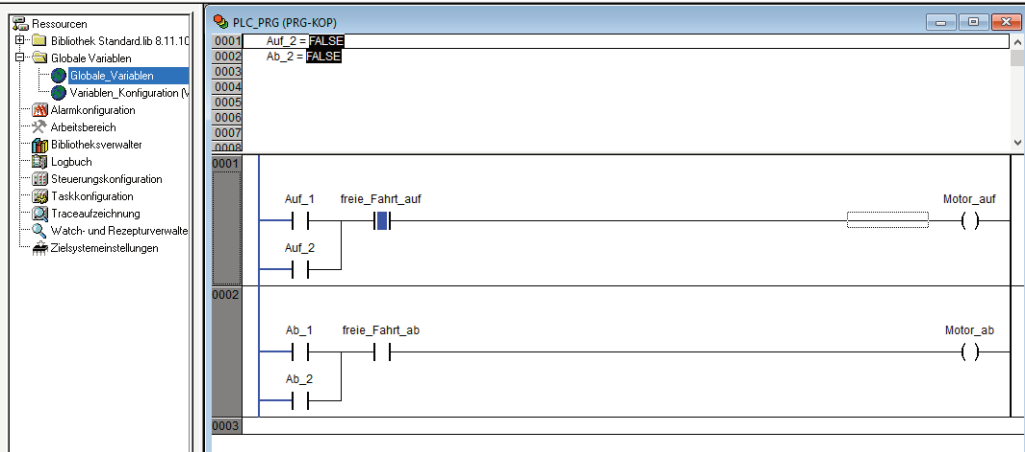 Ressourcen
Bibliothek Standard.lib 8.11.10
Globale Variablen
Globale_Variablen
Variablen_Konfiguration (V
Alarmkonfiguration
Arbeitsbereich
Bibliotheksverwalter
Logbuch
Steuerungskonfiguration
Taskkonfiguration
Traceaufzeichnung
Watch- und Rezepturverwalte
Zielsystemeinstellungen
PLC_PRG (PRG-KOP)
0001 Auf_2 = FALSE
0002 Ab_2 = FALSE
0003
0004
0005
0006
0007
0008
0001
Auf_1 freie_Fahrt_auf Motor_auf
Auf_2
0002
Ab_1 freie_Fahrt_ab Motor_ab
Ab_2
0003